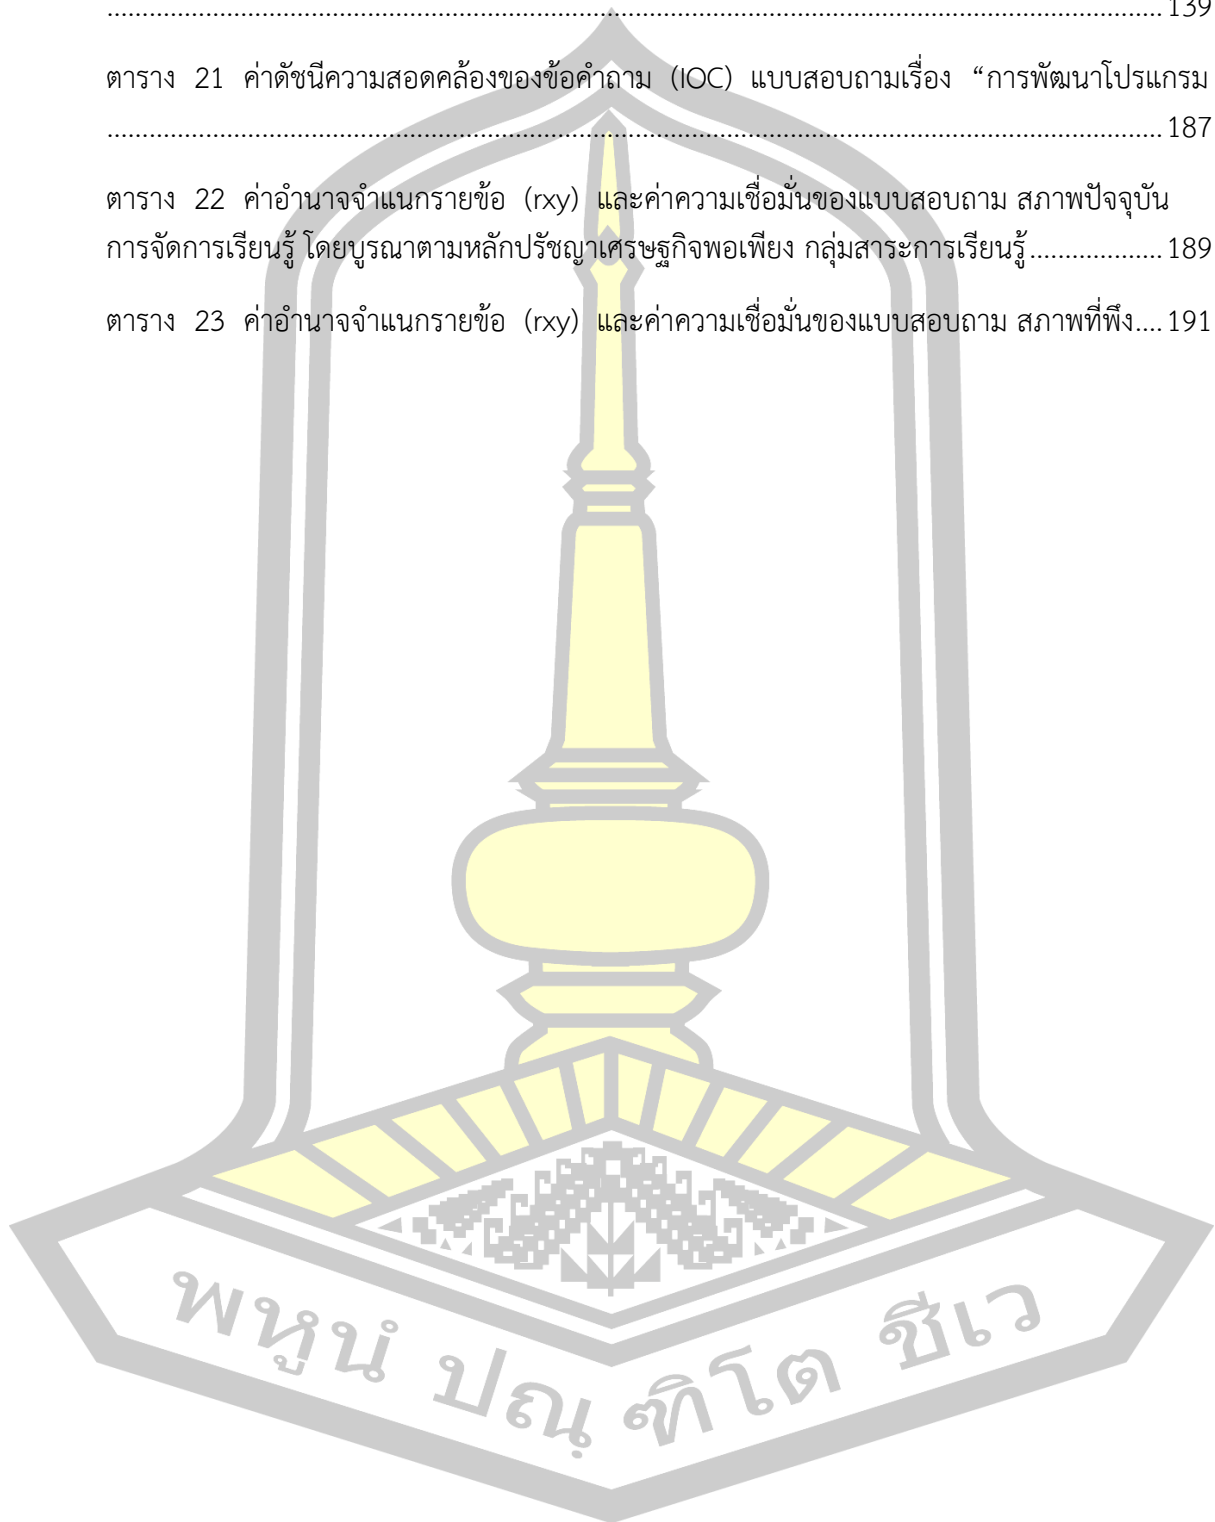 ........................................................................................................................................................139
ตาราง 21 ค่าดัชนีความสอดคล้องของข้อคำถาม (IOC) แบบสอบถามเรื่อง “การพัฒนาโปรแกรม
........................................................................................................................................................187
ตาราง 22 ค่าอำนาจจำแนกรายข้อ (rxy) และค่าความเชื่อมั่นของแบบสอบถาม สภาพปัจจุบัน
การจัดการเรียนรู้ โดยบูรณาตามหลักปรัชญาเศรษฐกิจพอเพียง กลุ่มสาระการเรียนรู้...................189
ตาราง 23 ค่าอำนาจจำแนกรายข้อ (rxy) และค่าความเชื่อมั่นของแบบสอบถาม สภาพที่พึง....191
พหูนํ ปณฺฑิโต ชีเว